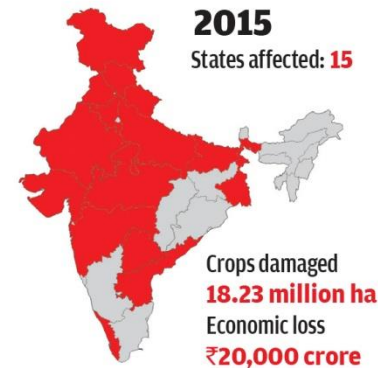 2015
States affected: 15
Crops damaged
18.23 million ha
Economic loss
₹20,000 crore